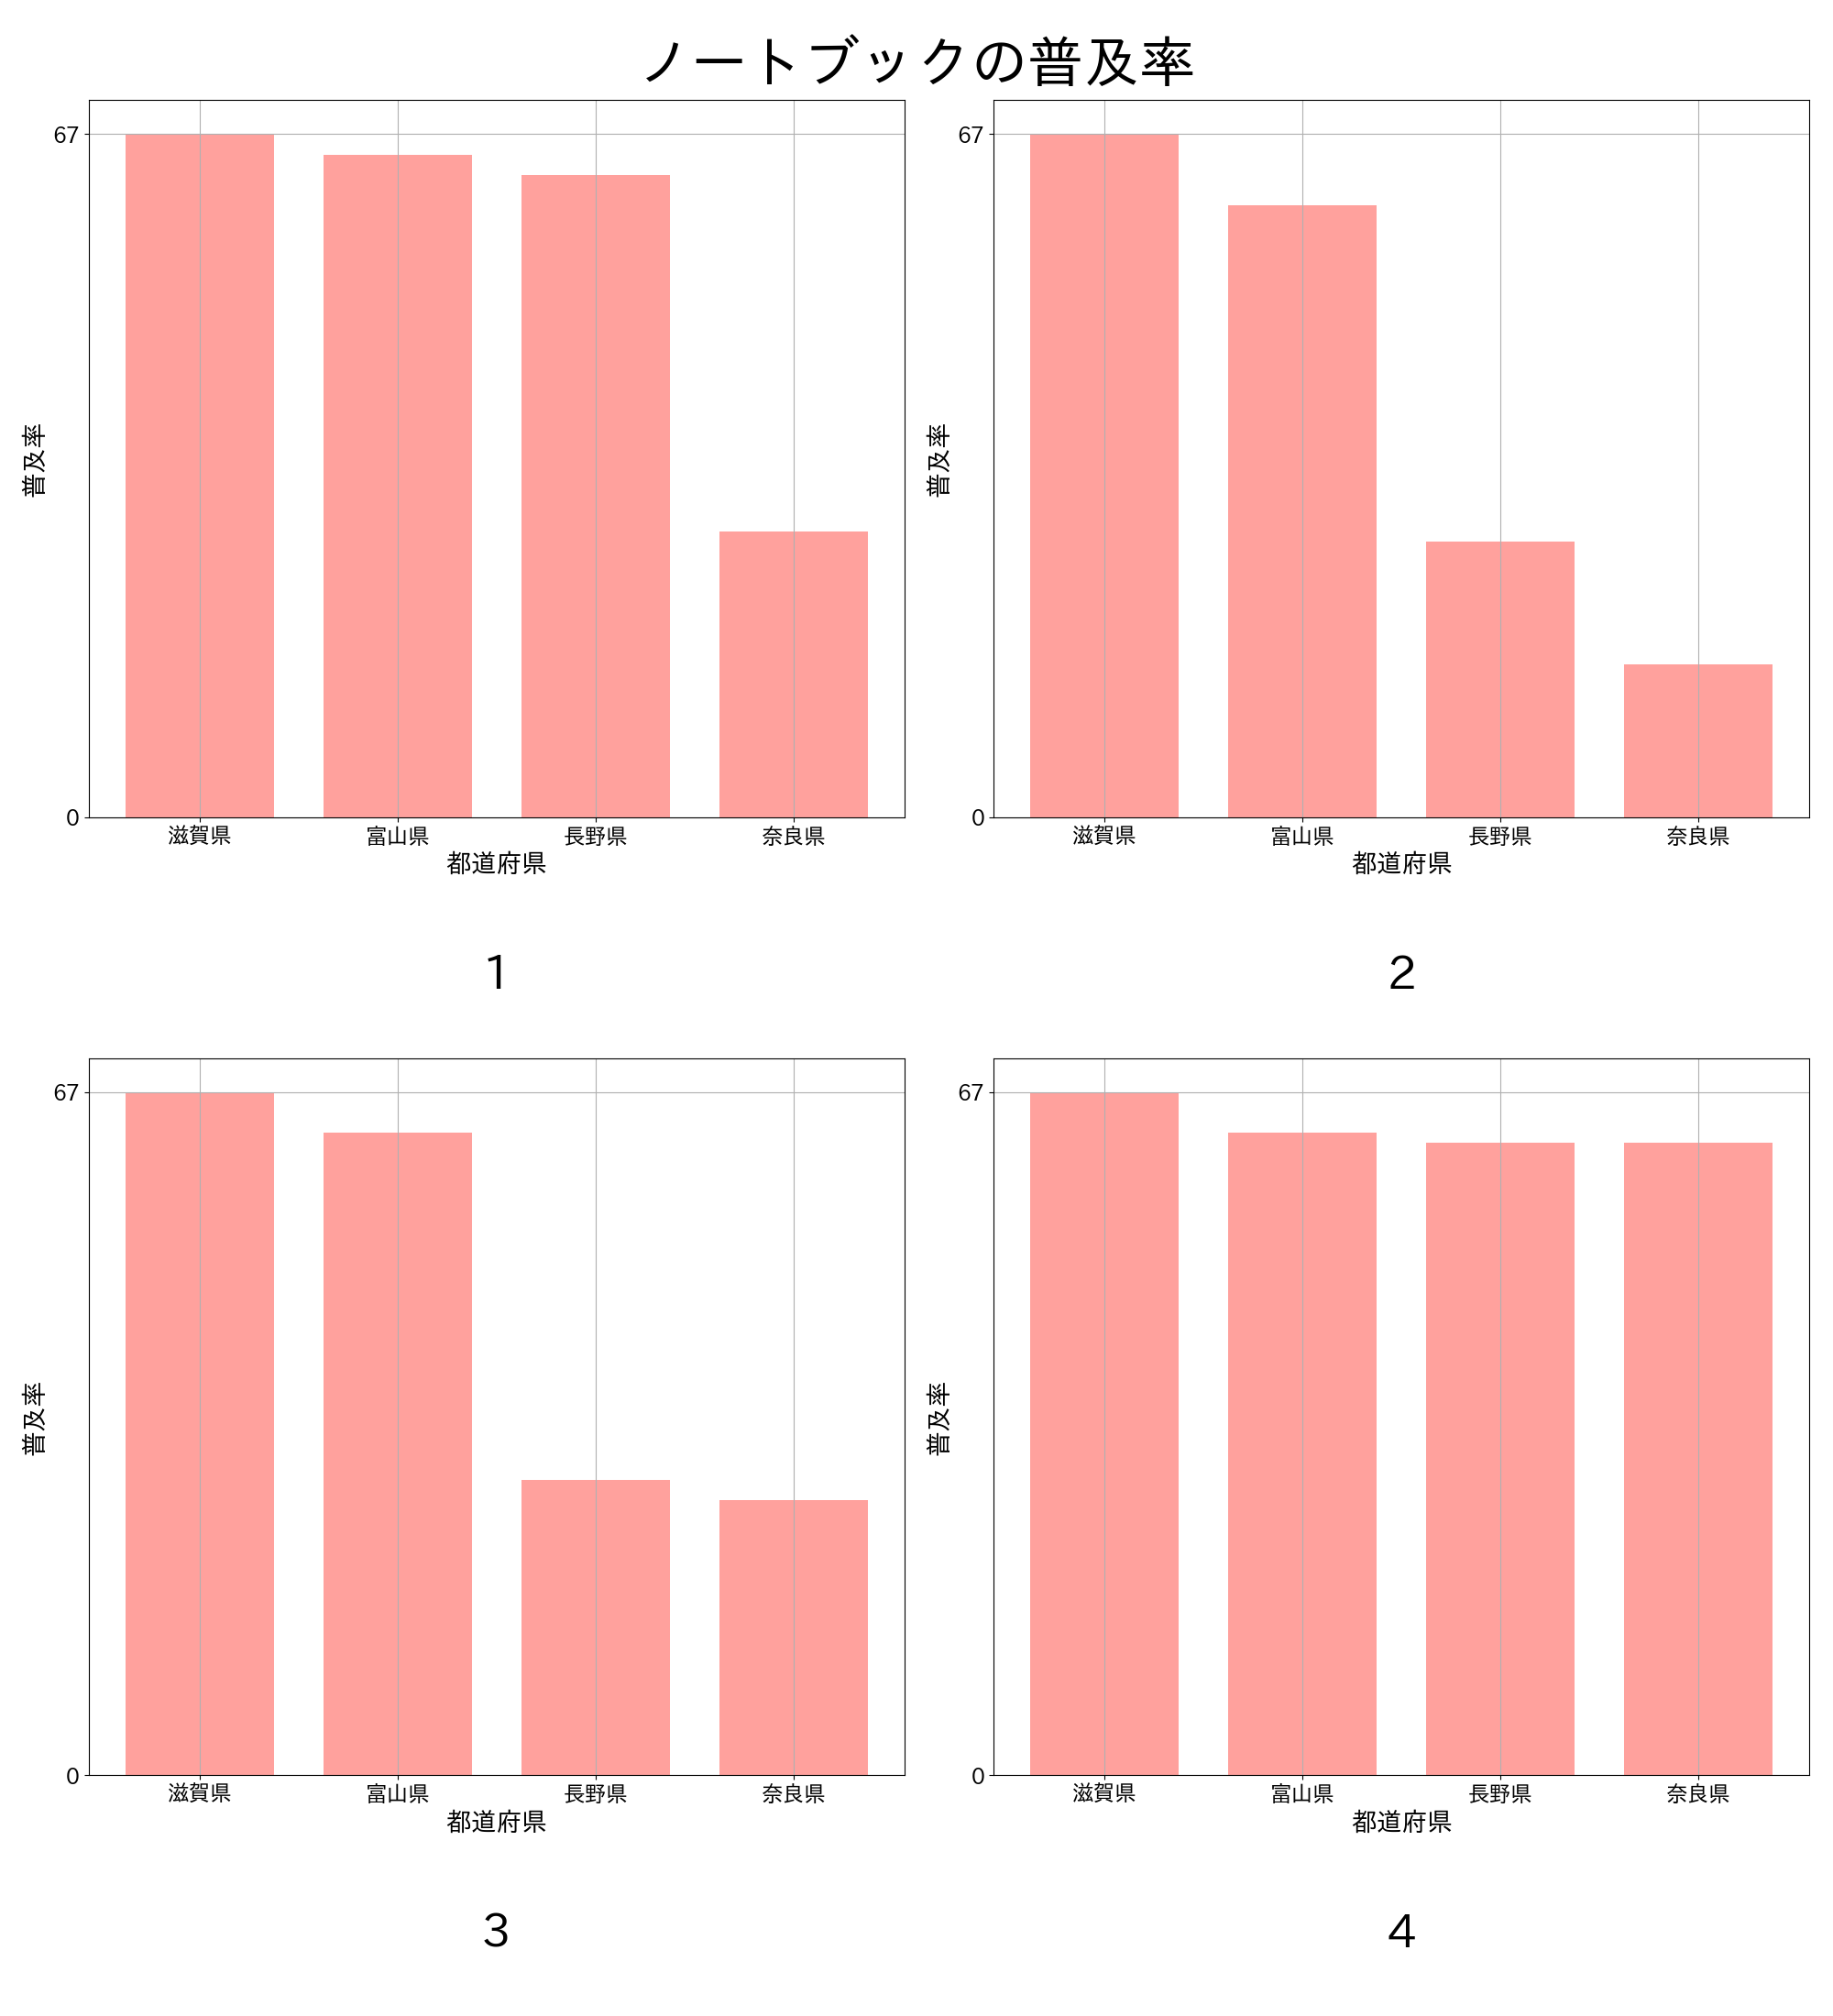 ノートブックの普及率
67
0
普及率
滋賀県 富山県 長野県 奈良県
都道府県
1
67
0
普及率
滋賀県 富山県 長野県 奈良県
都道府県
2
67
0
普及率
滋賀県 富山県 長野県 奈良県
都道府県
3
67
0
普及率
滋賀県 富山県 長野県 奈良県
都道府県
4